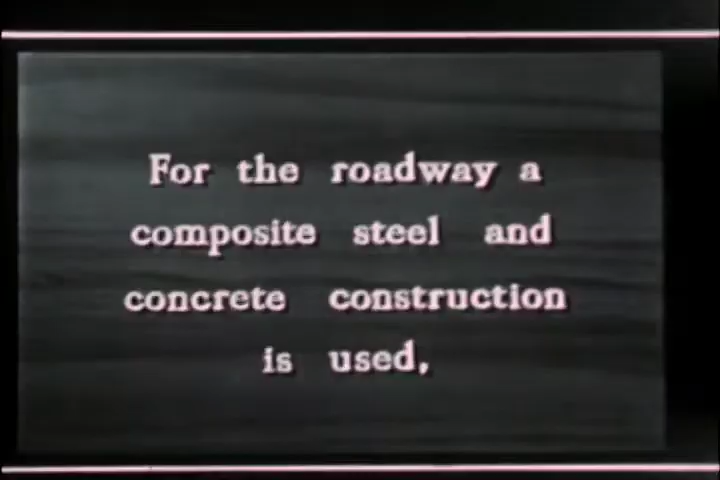 For the roadway a
composite steel and
concrete construction
is used,